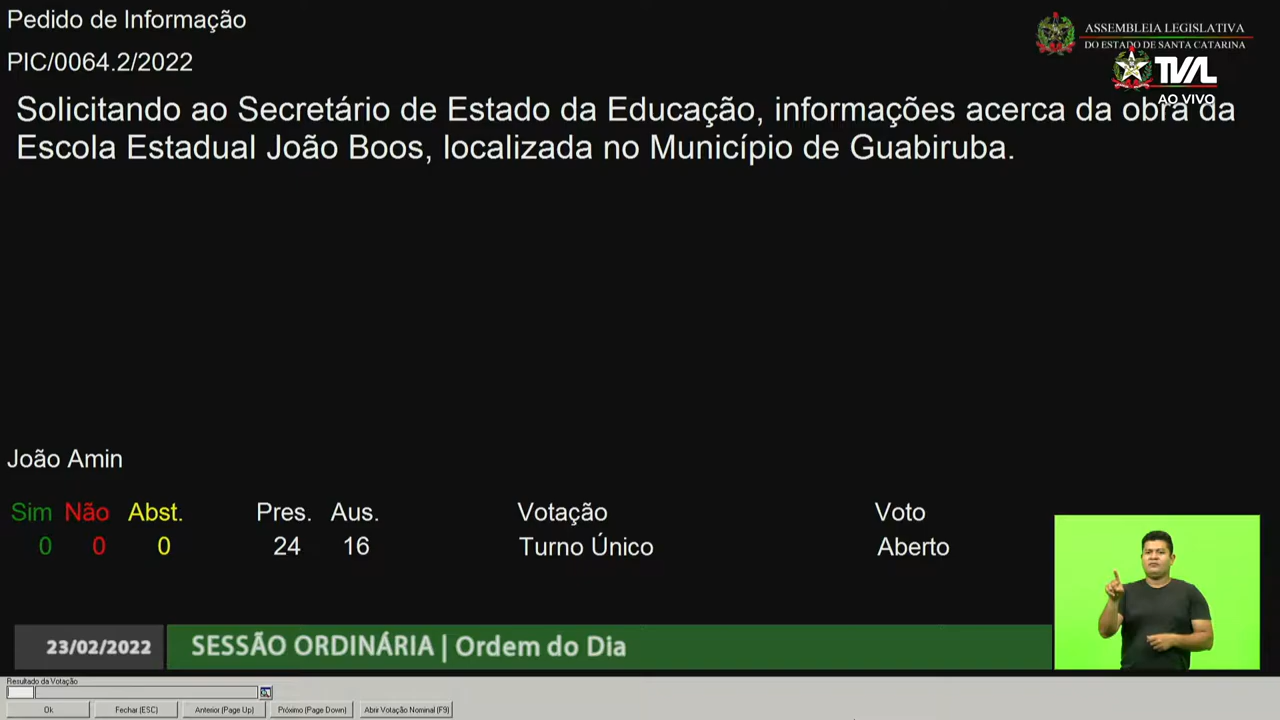 Pedido de Informação
PIC/0064.2/2022
ASSEMBLEIA LEGISLATIVA
DO ESTADO DE SANTA CATARINA
TVAL
AO VIVO
Solicitando ao Secretário de Estado da Educação, informações acerca da obra da
Escola Estadual João Boos, localizada no Município de Guabiruba.
João Amin
Sim Não Abst. Pres. Aus. Votação Voto
0 0 0 24 16 Turno Único Aberto
23/02/2022 SESSÃO ORDINÁRIA | Ordem do Dia
Resultado da Votação
Ok Fechar (ESC) Anterior (Page Up) Próximo (Page Down) Abrir Votação Nominal (F9)